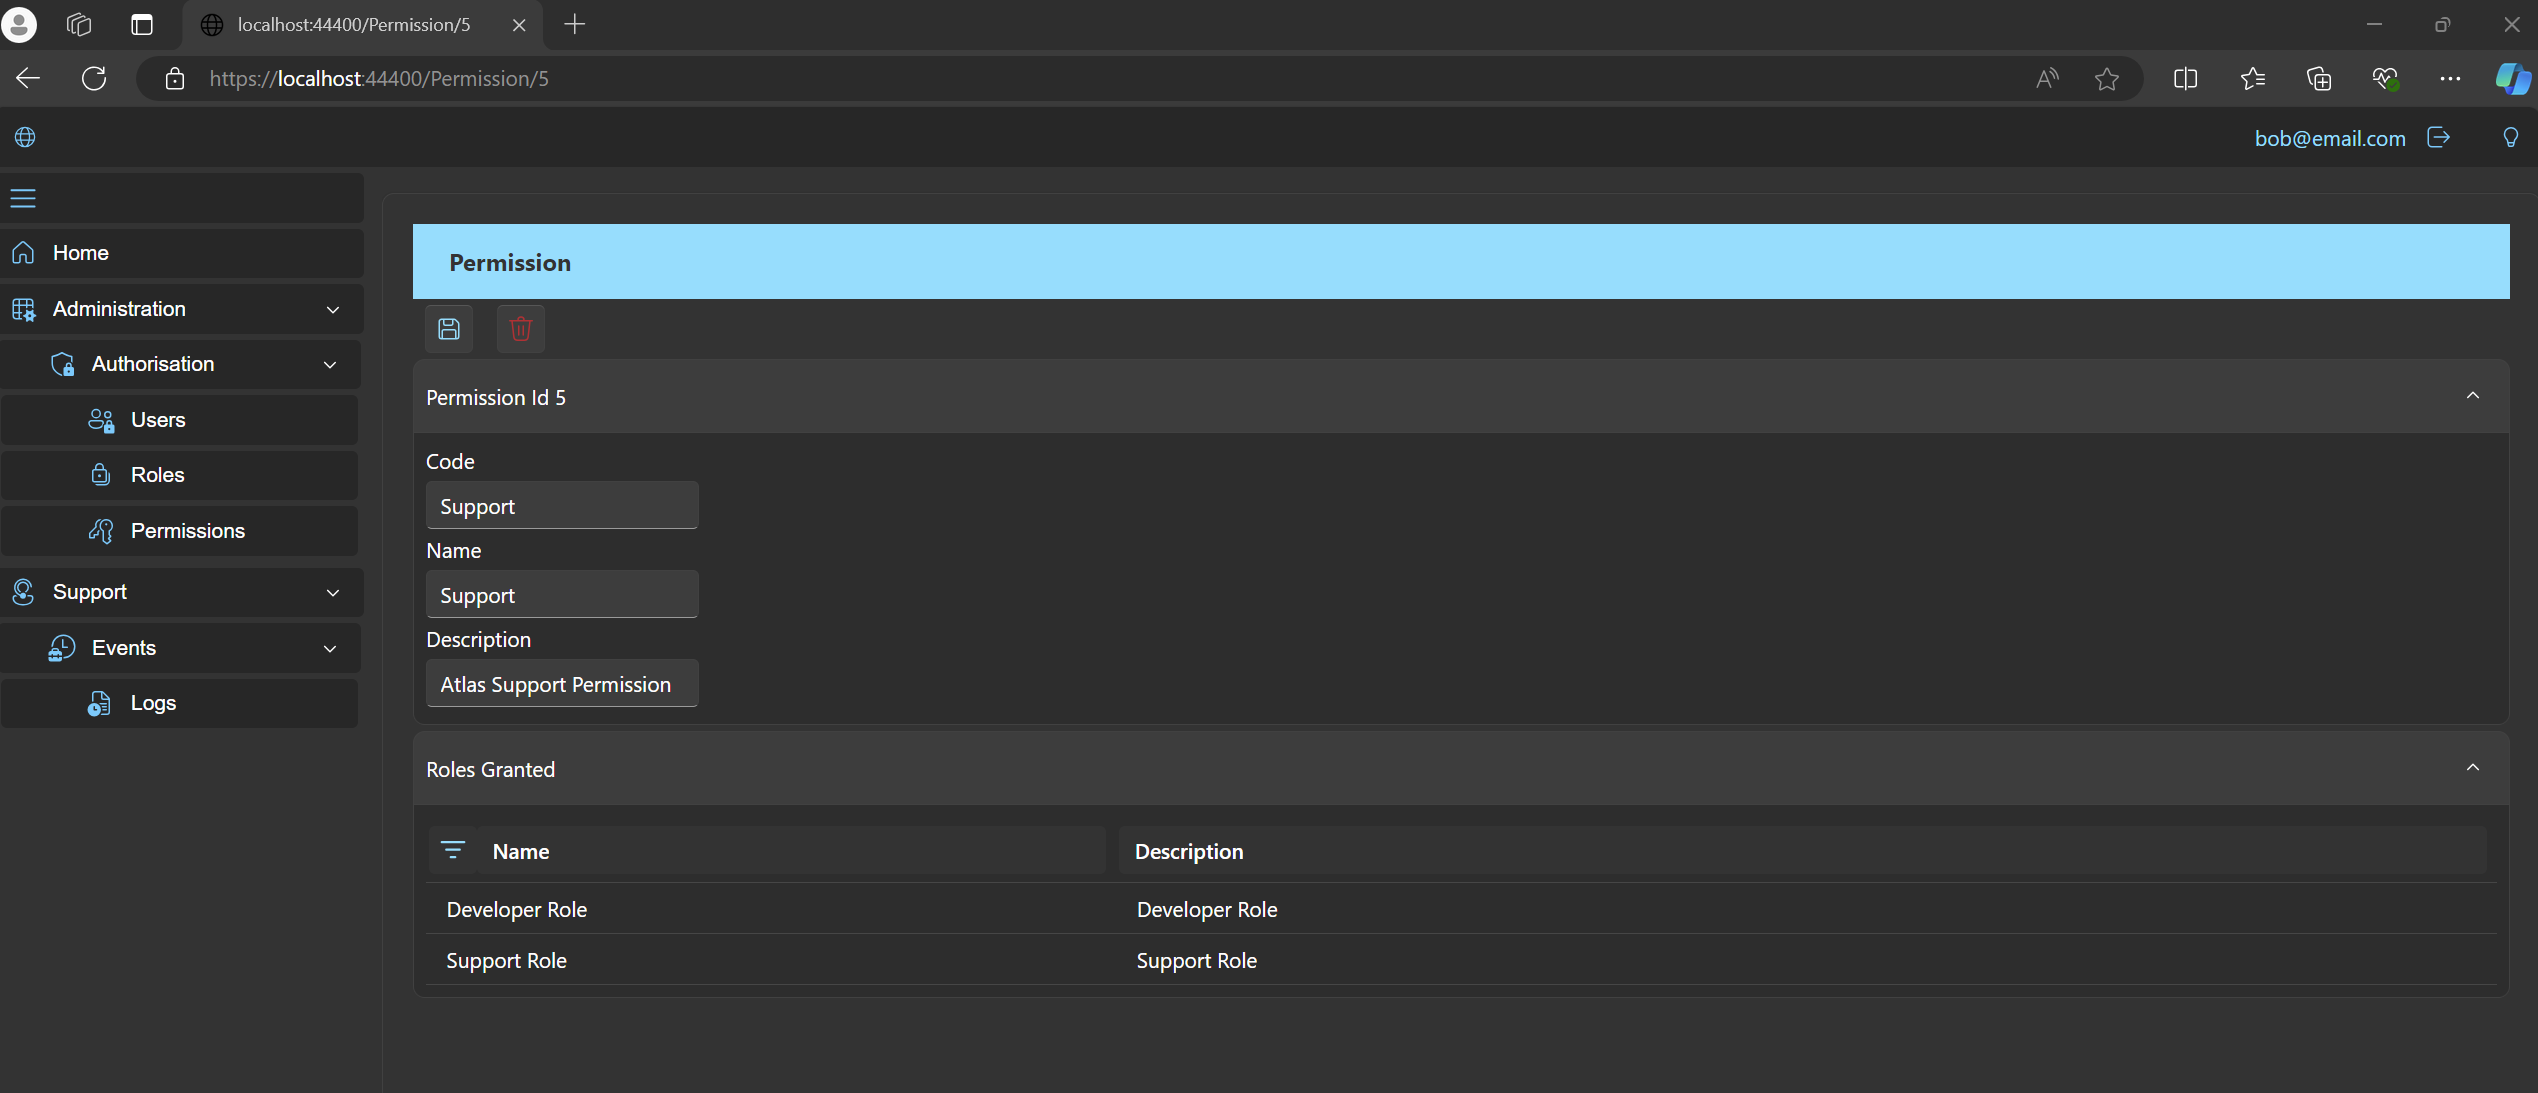 localhost:44400/Permission/5
https://localhost:44400/Permission/5
bob@email.com
Home
Administration
Authorisation
Users
Roles
Permissions
Support
Events
Logs
Permission
Permission Id 5
Code
Support
Name
Support
Description
Atlas Support Permission
Roles Granted
Name Description
Developer Role Developer Role
Support Role Support Role